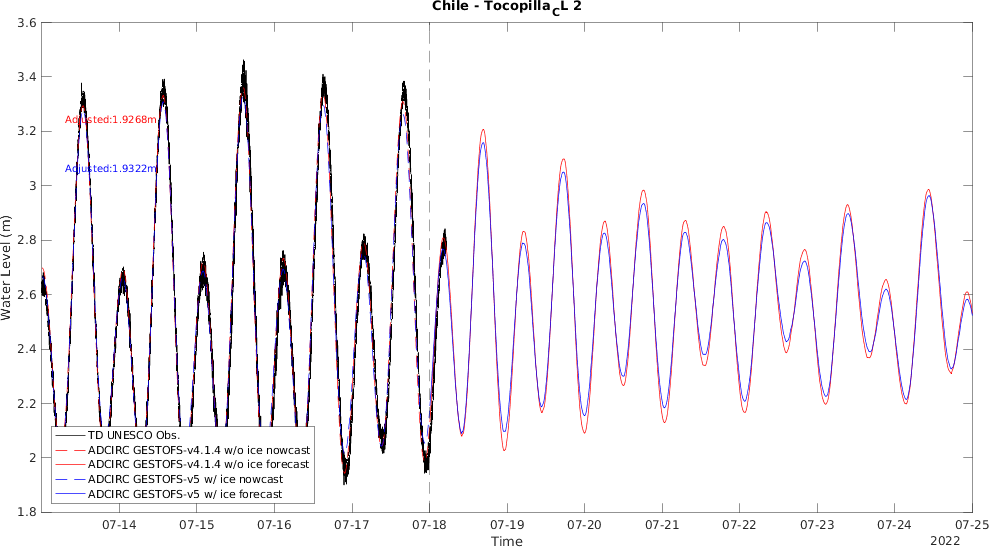 Chile - Tocopilla_CL 2
3.6
3.4
3.2
3
2.8
2.6
2.4
2.2
2
1.8
Water Level (m)
Adjusted:1.9268m
Adjusted:1.9322m
TD UNESCO Obs.
ADCIRC GESTOFS-v4.1.4 w/o ice nowcast
ADCIRC GESTOFS-v4.1.4 w/o ice forecast
ADCIRC GESTOFS-v5 w/ ice nowcast
ADCIRC GESTOFS-v5 w/ ice forecast
07-14 07-15 07-16 07-17 07-18 07-19 07-20 07-21 07-22 07-23 07-24 07-25
Time
2022